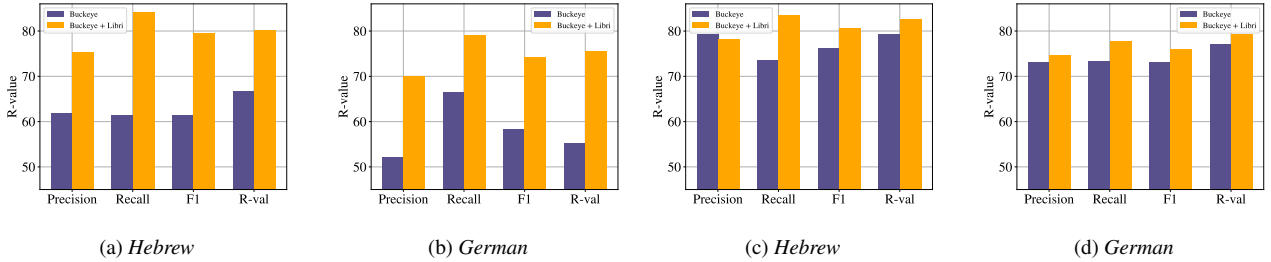 R-value
80
70
60
50
Buckeye
Buckeye + Libri
Precision Recall F1 R-val
(a) Hebrew
R-value
80
70
60
50
Buckeye
Buckeye + Libri
Precision Recall F1 R-val
(b) German
R-value
80
70
60
50
Buckeye
Buckeye + Libri
Precision Recall F1 R-val
(c) Hebrew
R-value
80
70
60
50
Buckeye
Buckeye + Libri
Precision Recall F1 R-val
(d) German